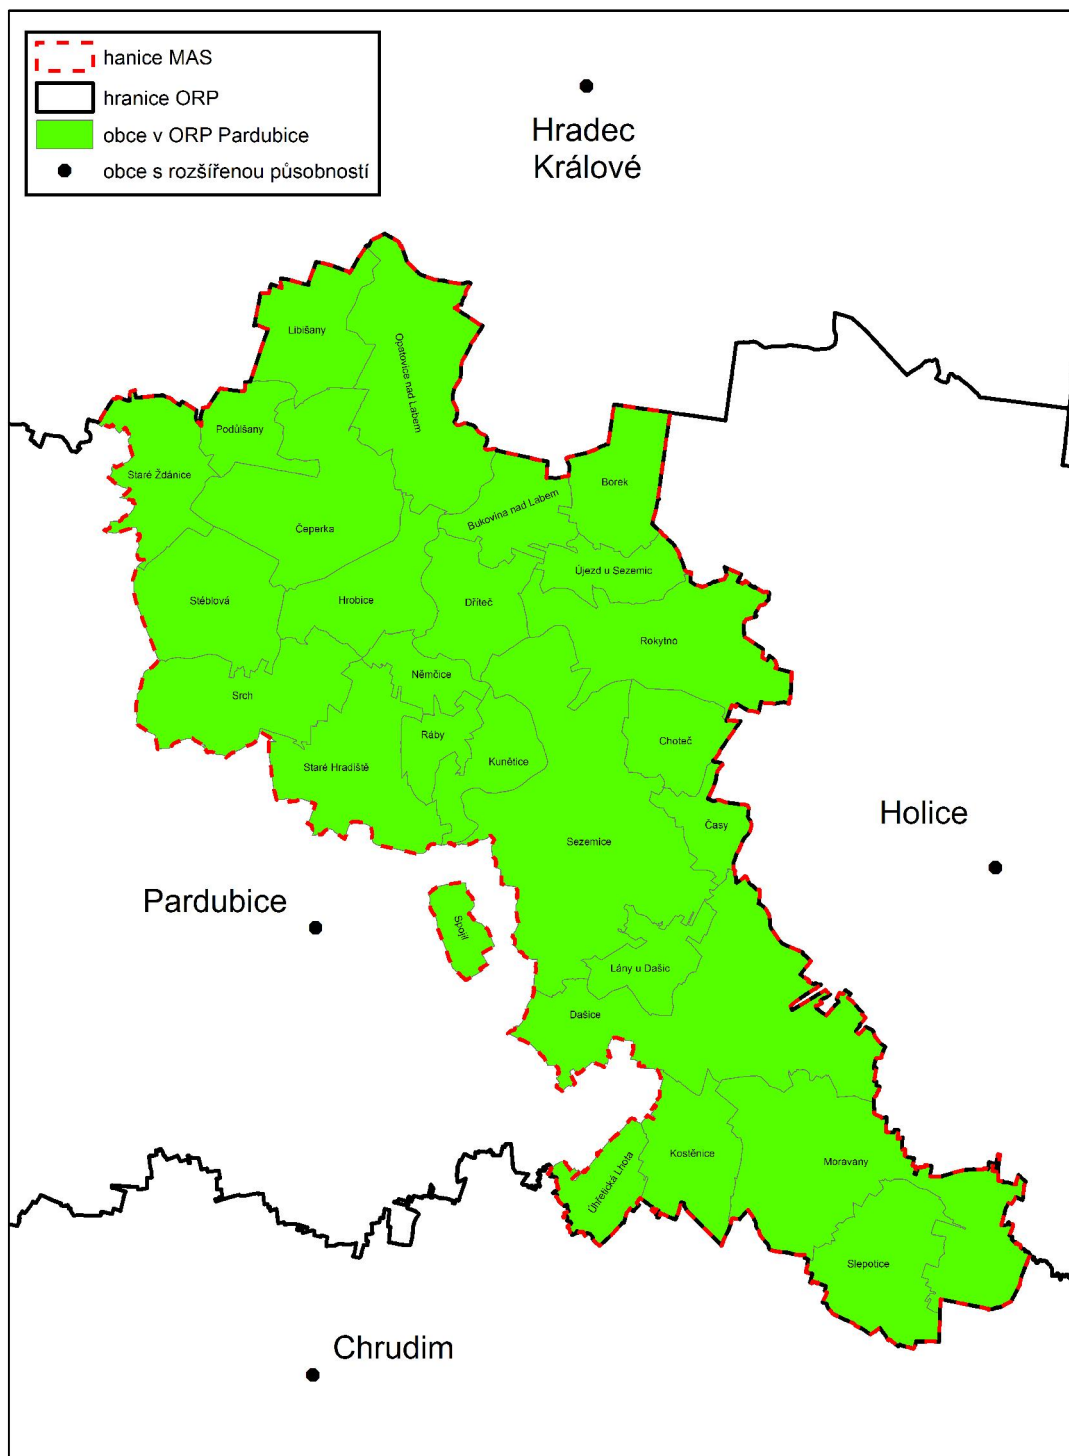 hanice MAS
hranice ORP
obce v ORP Pardubice
obce s rozšířenou působností
Hradec
Králové
Libišany
Opatovice nad Labem
Podůlšany
Staré Ždánice
Borek
Bukovina nad Labem
Čeperka
Újezd u Sezemic
Stéblová
Hrobice
Dříteč
Rokytno
Němčice
Srch
Ráby
Choteč
Kunětice
Staré Hradiště
Holice
Časy
Sezemice
Pardubice
Spojil
Lány u Dašic
Dašice
Kostěnice
Moravany
Úhřetická Lhota
Slepotice
Chrudim